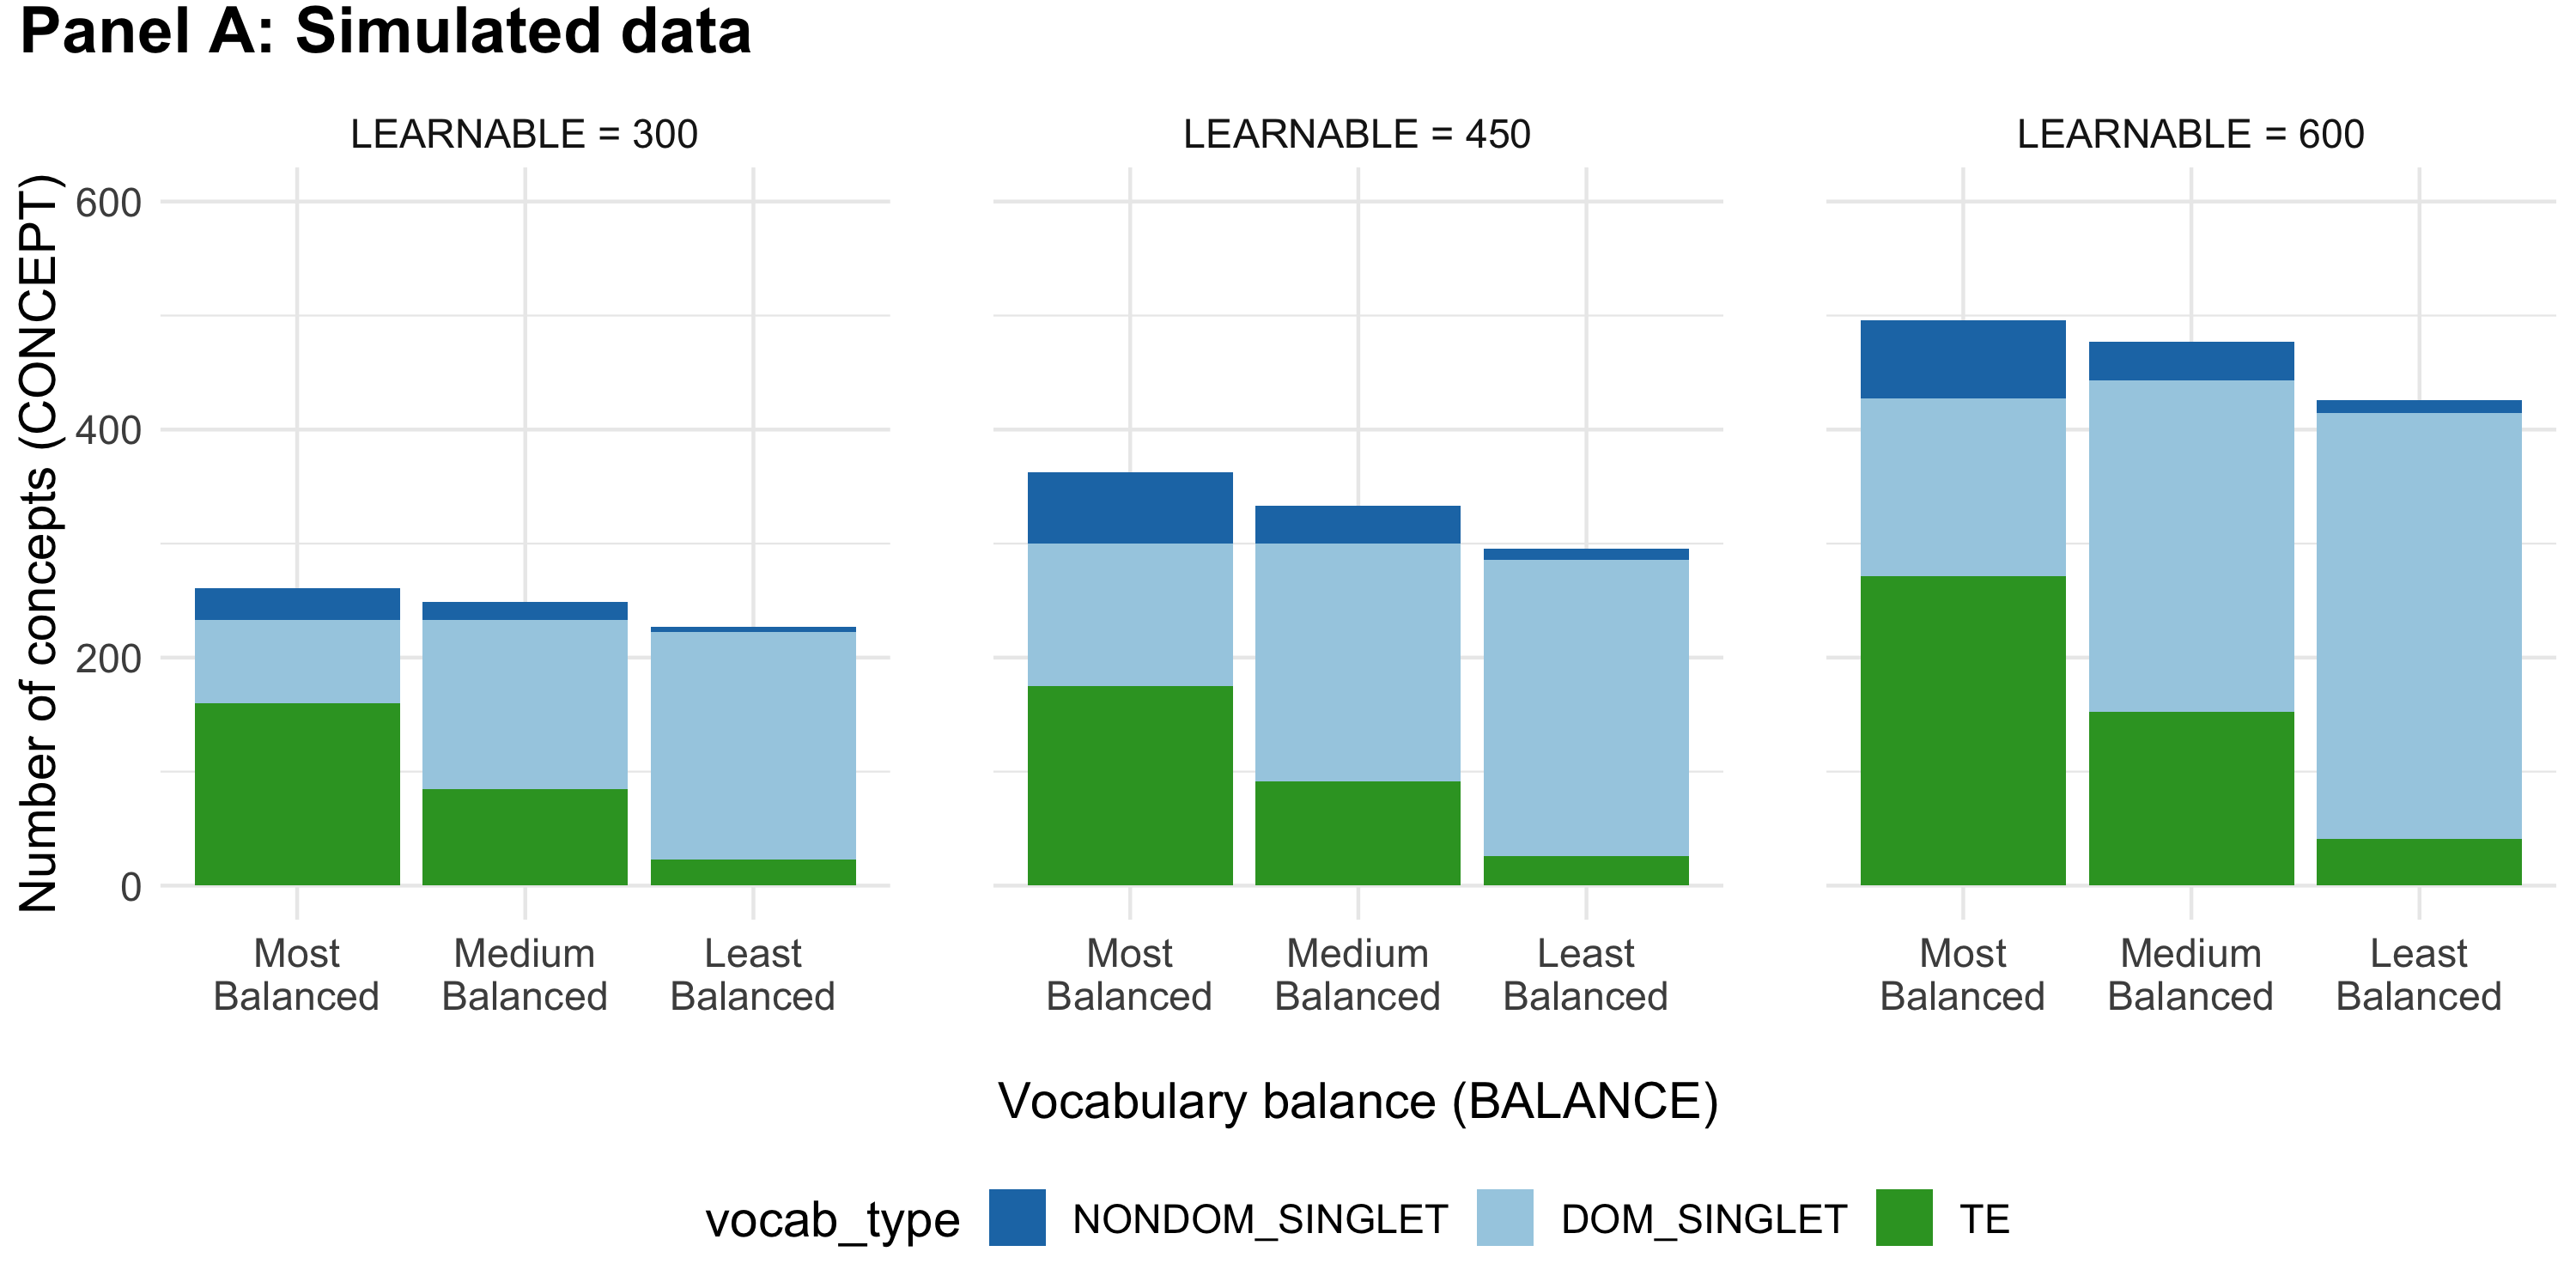 Panel A: Simulated data
LEARNABLE = 300
LEARNABLE = 450
LEARNABLE = 600
Number of concepts (CONCEPT)
600
400
200
0
Most Balanced
Medium Balanced
Least Balanced
Most Balanced
Medium Balanced
Least Balanced
Most Balanced
Medium Balanced
Least Balanced
Vocabulary balance (BALANCE)
vocab_type
NONDOM_SINGLET
DOM_SINGLET
TE